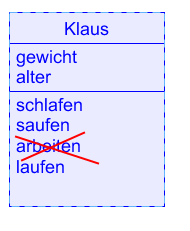 Klaus
gewicht
alter
schlafen
saufen
arbeiten
laufen